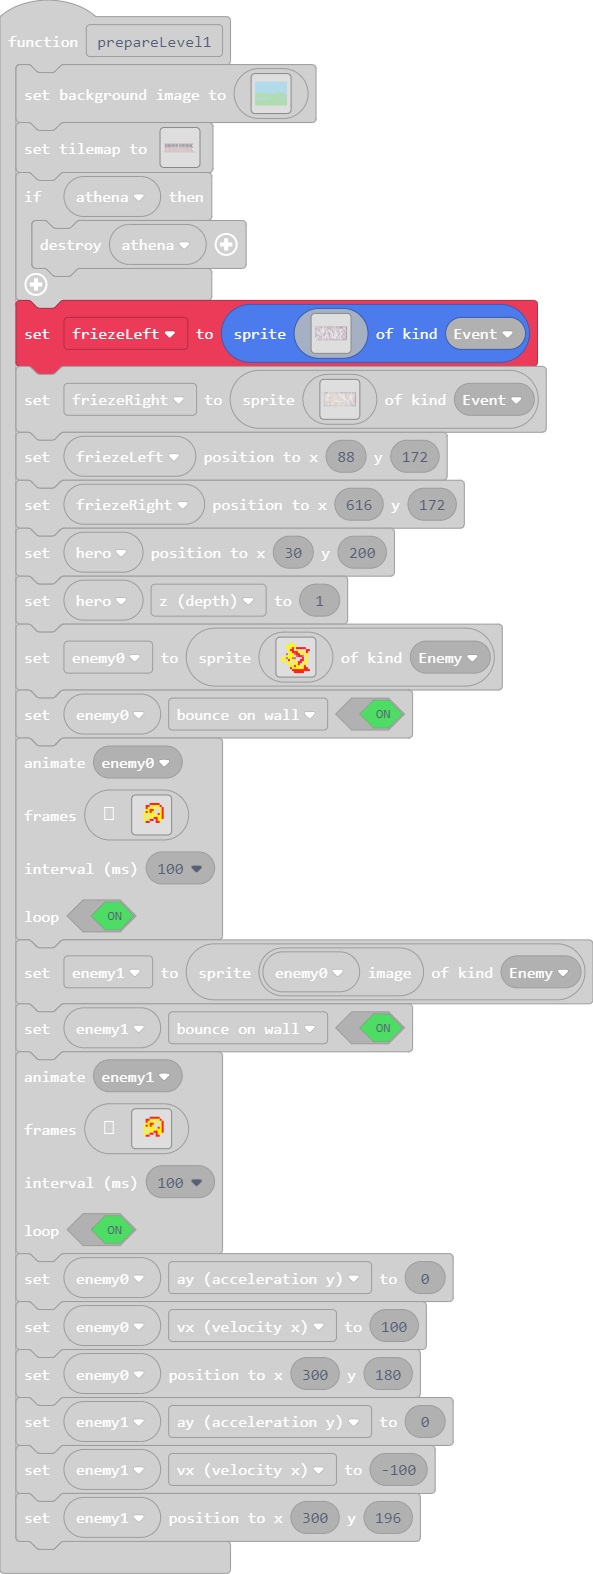 function prepareLevel1
set background image to
set tilemap to
if athena then
destroy athena
set friezeLeft to sprite of kind Event
set friezeRight to sprite of kind Event
set friezeLeft position to x 88 y 172
set friezeRight position to x 616 y 172
set hero position to x 30 y 200
set hero z (depth) to 1
set enemy0 to sprite of kind Enemy
set enemy0 bounce on wall ON
animate enemy0
frames
interval (ms) 100
loop ON
set enemy1 to sprite enemy0 image of kind Enemy
set enemy1 bounce on wall ON
animate enemy1
frames
interval (ms) 100
loop ON
set enemy0 ay (acceleration y) to 0
set enemy0 vx (velocity x) to 100
set enemy0 position to x 300 y 180
set enemy1 ay (acceleration y) to 0
set enemy1 vx (velocity x) to -100
set enemy1 position to x 300 y 196